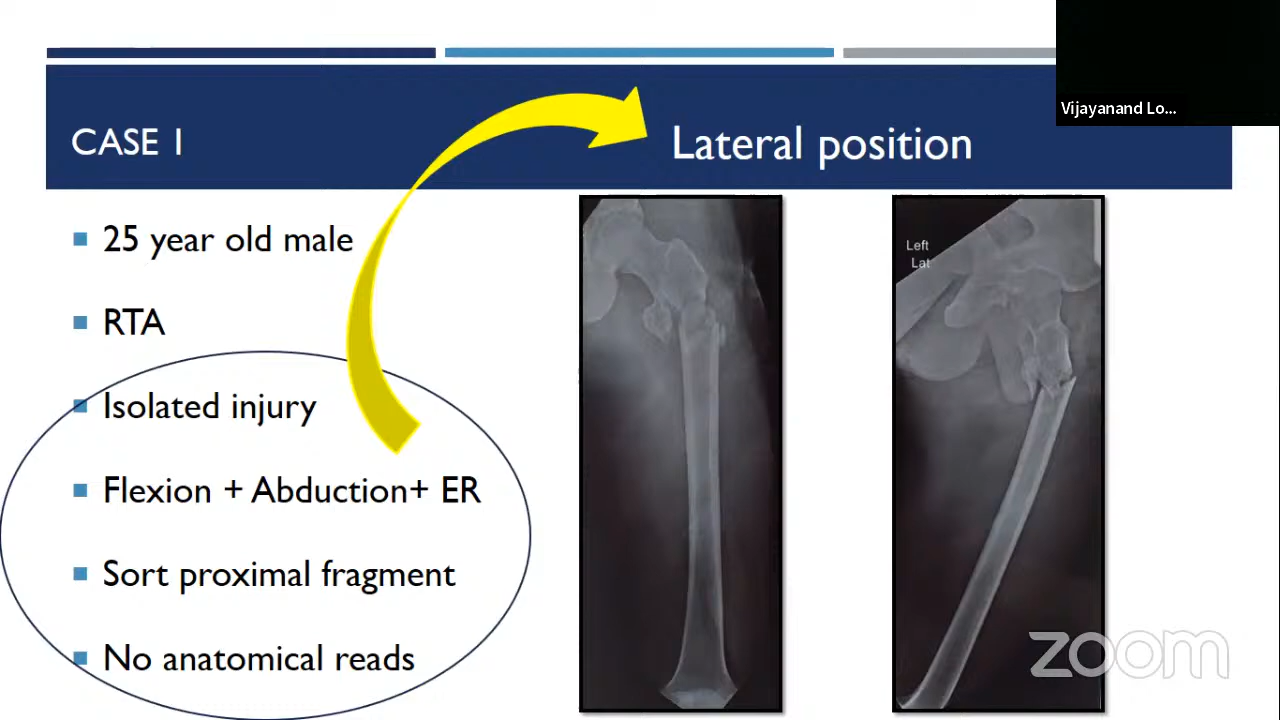 Vijayanand Lo...
CASE 1
Lateral position
25 year old male
RTA
Isolated injury
Flexion + Abduction+ ER
Sort proximal fragment
No anatomical reads
Left
Lat
zoom